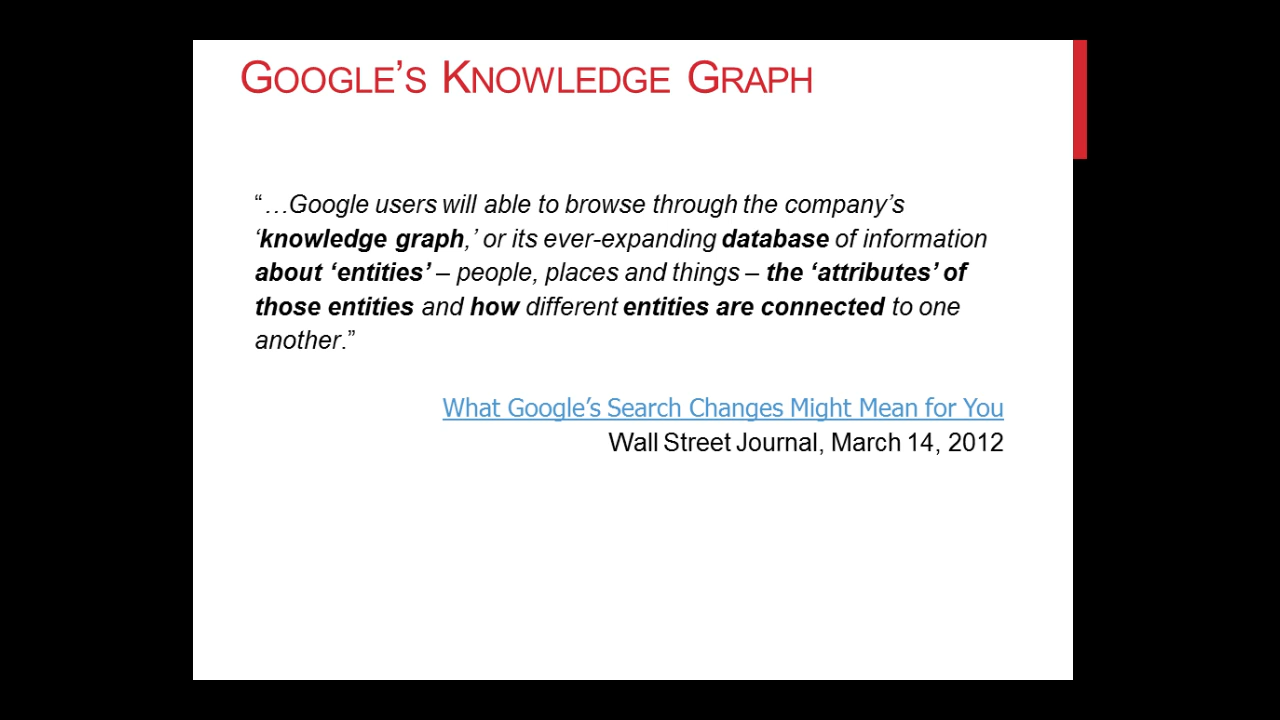 GOOGLE’S KNOWLEDGE GRAPH
“…Google users will able to browse through the company’s
‘knowledge graph,’ or its ever-expanding database of information
about ‘entities’ – people, places and things – the ‘attributes’ of
those entities and how different entities are connected to one
another.”
What Google’s Search Changes Might Mean for You
Wall Street Journal, March 14, 2012